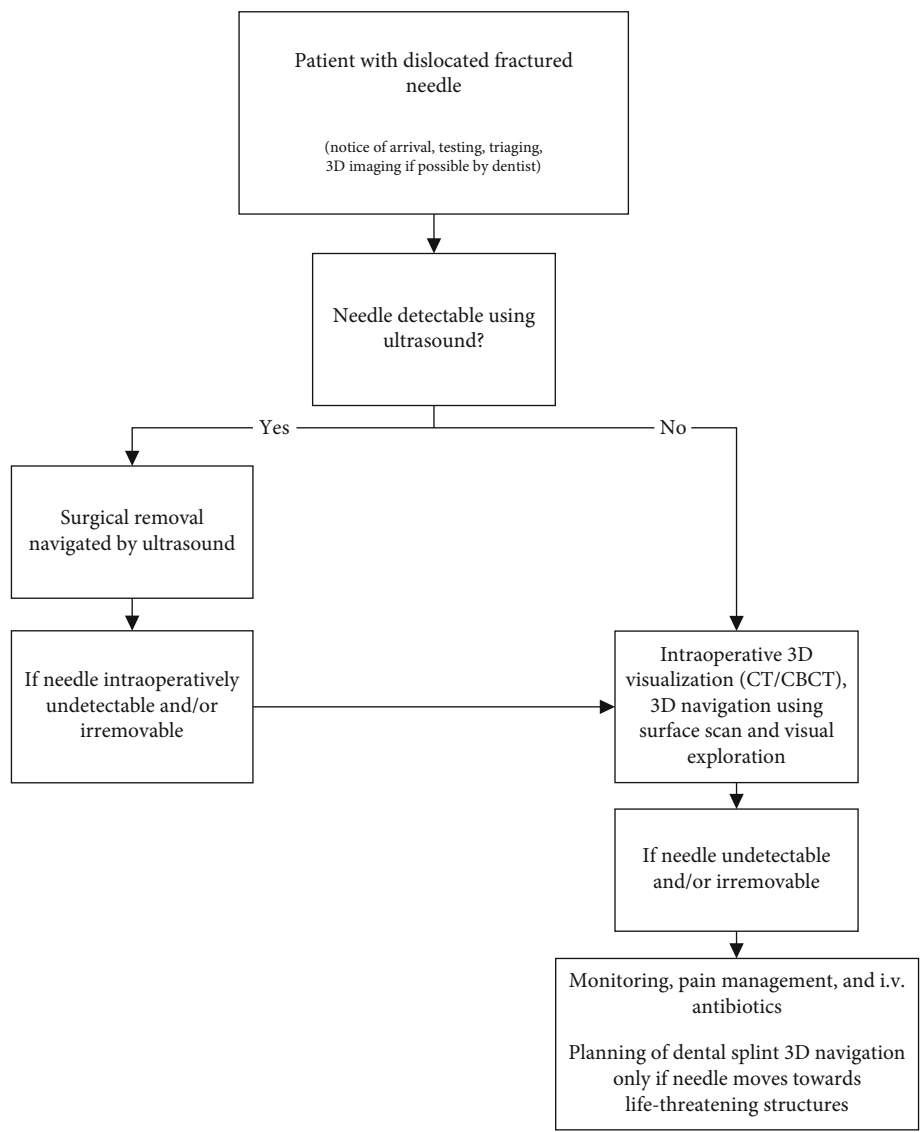 Patient with dislocated fractured
needle
(notice of arrival, testing, triaging,
3D imaging if possible by dentist)
Needle detectable using
ultrasound?
Yes
No
Surgical removal
navigated by ultrasound
If needle intraoperatively
undetectable and/or
irremovable
Intraoperative 3D
visualization (CT/CBCT),
3D navigation using
surface scan and visual
exploration
If needle undetectable
and/or irremovable
Monitoring, pain management, and i.v.
antibiotics
Planning of dental splint 3D navigation
only if needle moves towards
life-threatening structures